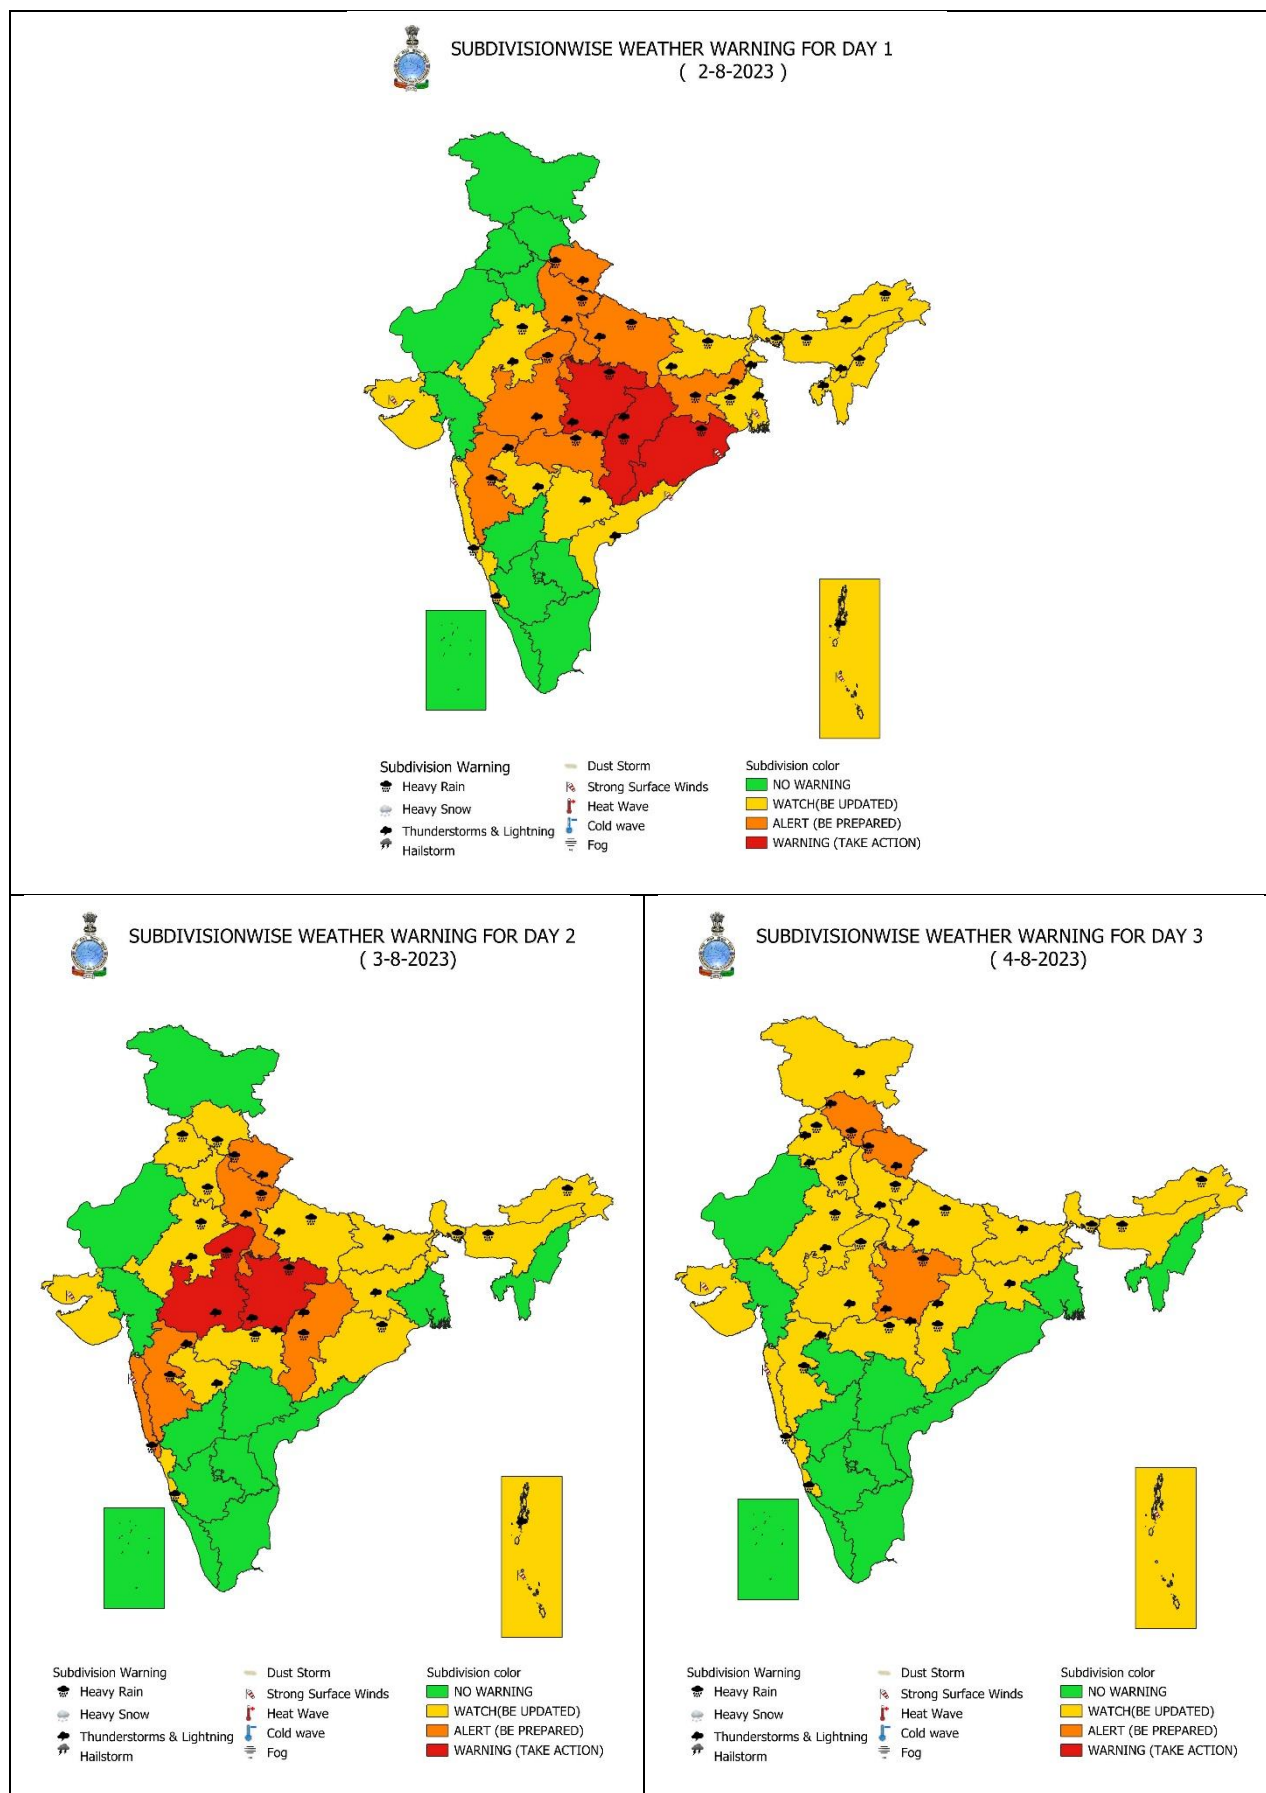 SUBDIVISIONWISE WEATHER WARNING FOR DAY 1
( 2-8-2023 )
Subdivision Warning
Heavy Rain
Heavy Snow
Thunderstorms & Lightning
Hailstorm
Dust Storm
Strong Surface Winds
Heat Wave
Cold wave
Fog
Subdivision color
NO WARNING
WATCH(BE UPDATED)
ALERT (BE PREPARED)
WARNING (TAKE ACTION)
SUBDIVISIONWISE WEATHER WARNING FOR DAY 2
( 3-8-2023)
Subdivision Warning
Heavy Rain
Heavy Snow
Thunderstorms & Lightning
Hailstorm
Dust Storm
Strong Surface Winds
Heat Wave
Cold wave
Fog
Subdivision color
NO WARNING
WATCH(BE UPDATED)
ALERT (BE PREPARED)
WARNING (TAKE ACTION)
SUBDIVISIONWISE WEATHER WARNING FOR DAY 3
( 4-8-2023)
Subdivision Warning
Heavy Rain
Heavy Snow
Thunderstorms & Lightning
Hailstorm
Dust Storm
Strong Surface Winds
Heat Wave
Cold wave
Fog
Subdivision color
NO WARNING
WATCH(BE UPDATED)
ALERT (BE PREPARED)
WARNING (TAKE ACTION)